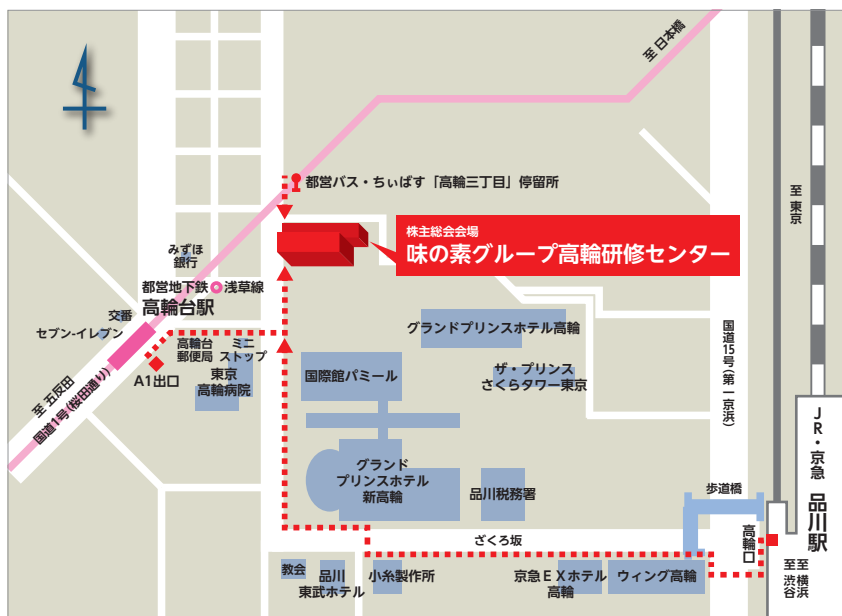 至 日本橋
都営バス・ちぃばす「高輪三丁目」停留所
株主総会会場
味の素グループ高輪研修センター
至 東京
みずほ
銀行
都営地下鉄 浅草線
高輪台駅
交番
セブン-イレブン
高輪台
郵便局
ミニ
ストップ
A1出口
東京
高輪病院
至 五反田
国道1号(桜田通り)
グランドプリンスホテル高輪
国際館パミール
ザ・プリンス
さくらタワー東京
国道15号(第一京浜)
グランド
プリンスホテル
新高輪
品川税務署
歩道橋
JR・京急
品川駅
高輪口
ざくろ坂
教会
品川
東武ホテル
小糸製作所
京急EXホテル
高輪
ウィング高輪
至 横浜
至 渋谷